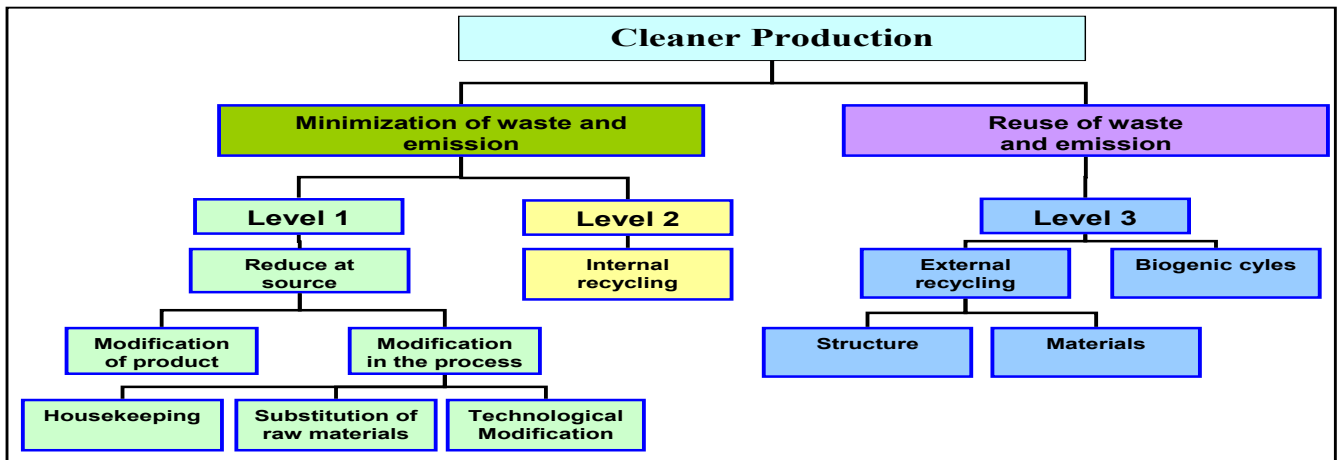 Cleaner Production
Minimization of waste and
emission
Reuse of waste
and emission
Level 1
Level 2
Level 3
Reduce at
source
Internal
recycling
External
recycling
Biogenic cyles
Modification
of product
Modification
in the process
Structure
Materials
Housekeeping
Substitution of
raw materials
Technological
Modification